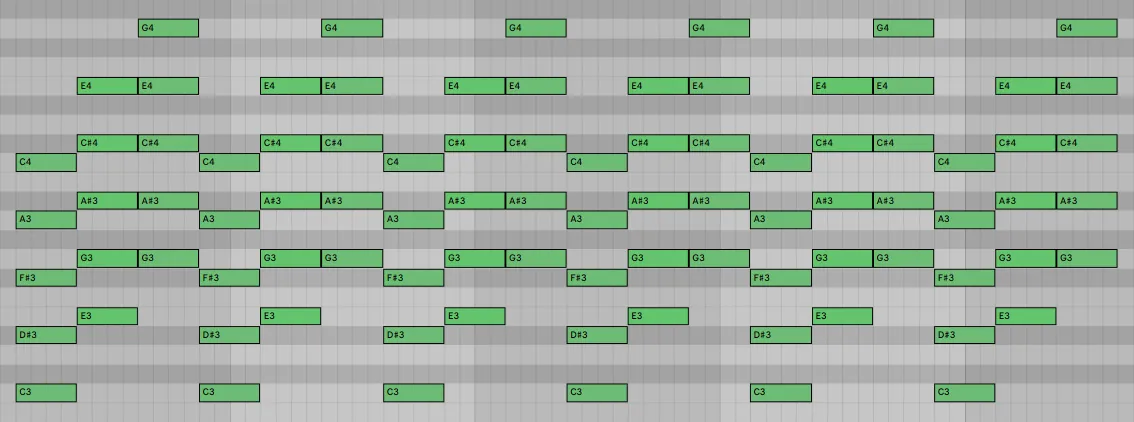 G4 G4 G4 G4 G4 G4
E4 E4 E4 E4 E4 E4 E4 E4 E4 E4 E4 E4
C#4 C#4 C#4 C#4 C#4 C#4 C#4 C#4 C#4 C#4 C#4 C#4
C4 C4 C4 C4 C4 C4
A#3 A#3 A#3 A#3 A#3 A#3 A#3 A#3 A#3 A#3 A#3 A#3
A3 A3 A3 A3 A3 A3
G3 G3 G3 G3 G3 G3 G3 G3 G3 G3 G3 G3
F#3 F#3 F#3 F#3 F#3 F#3
E3 E3 E3 E3 E3 E3
D#3 D#3 D#3 D#3 D#3 D#3
C3 C3 C3 C3 C3 C3